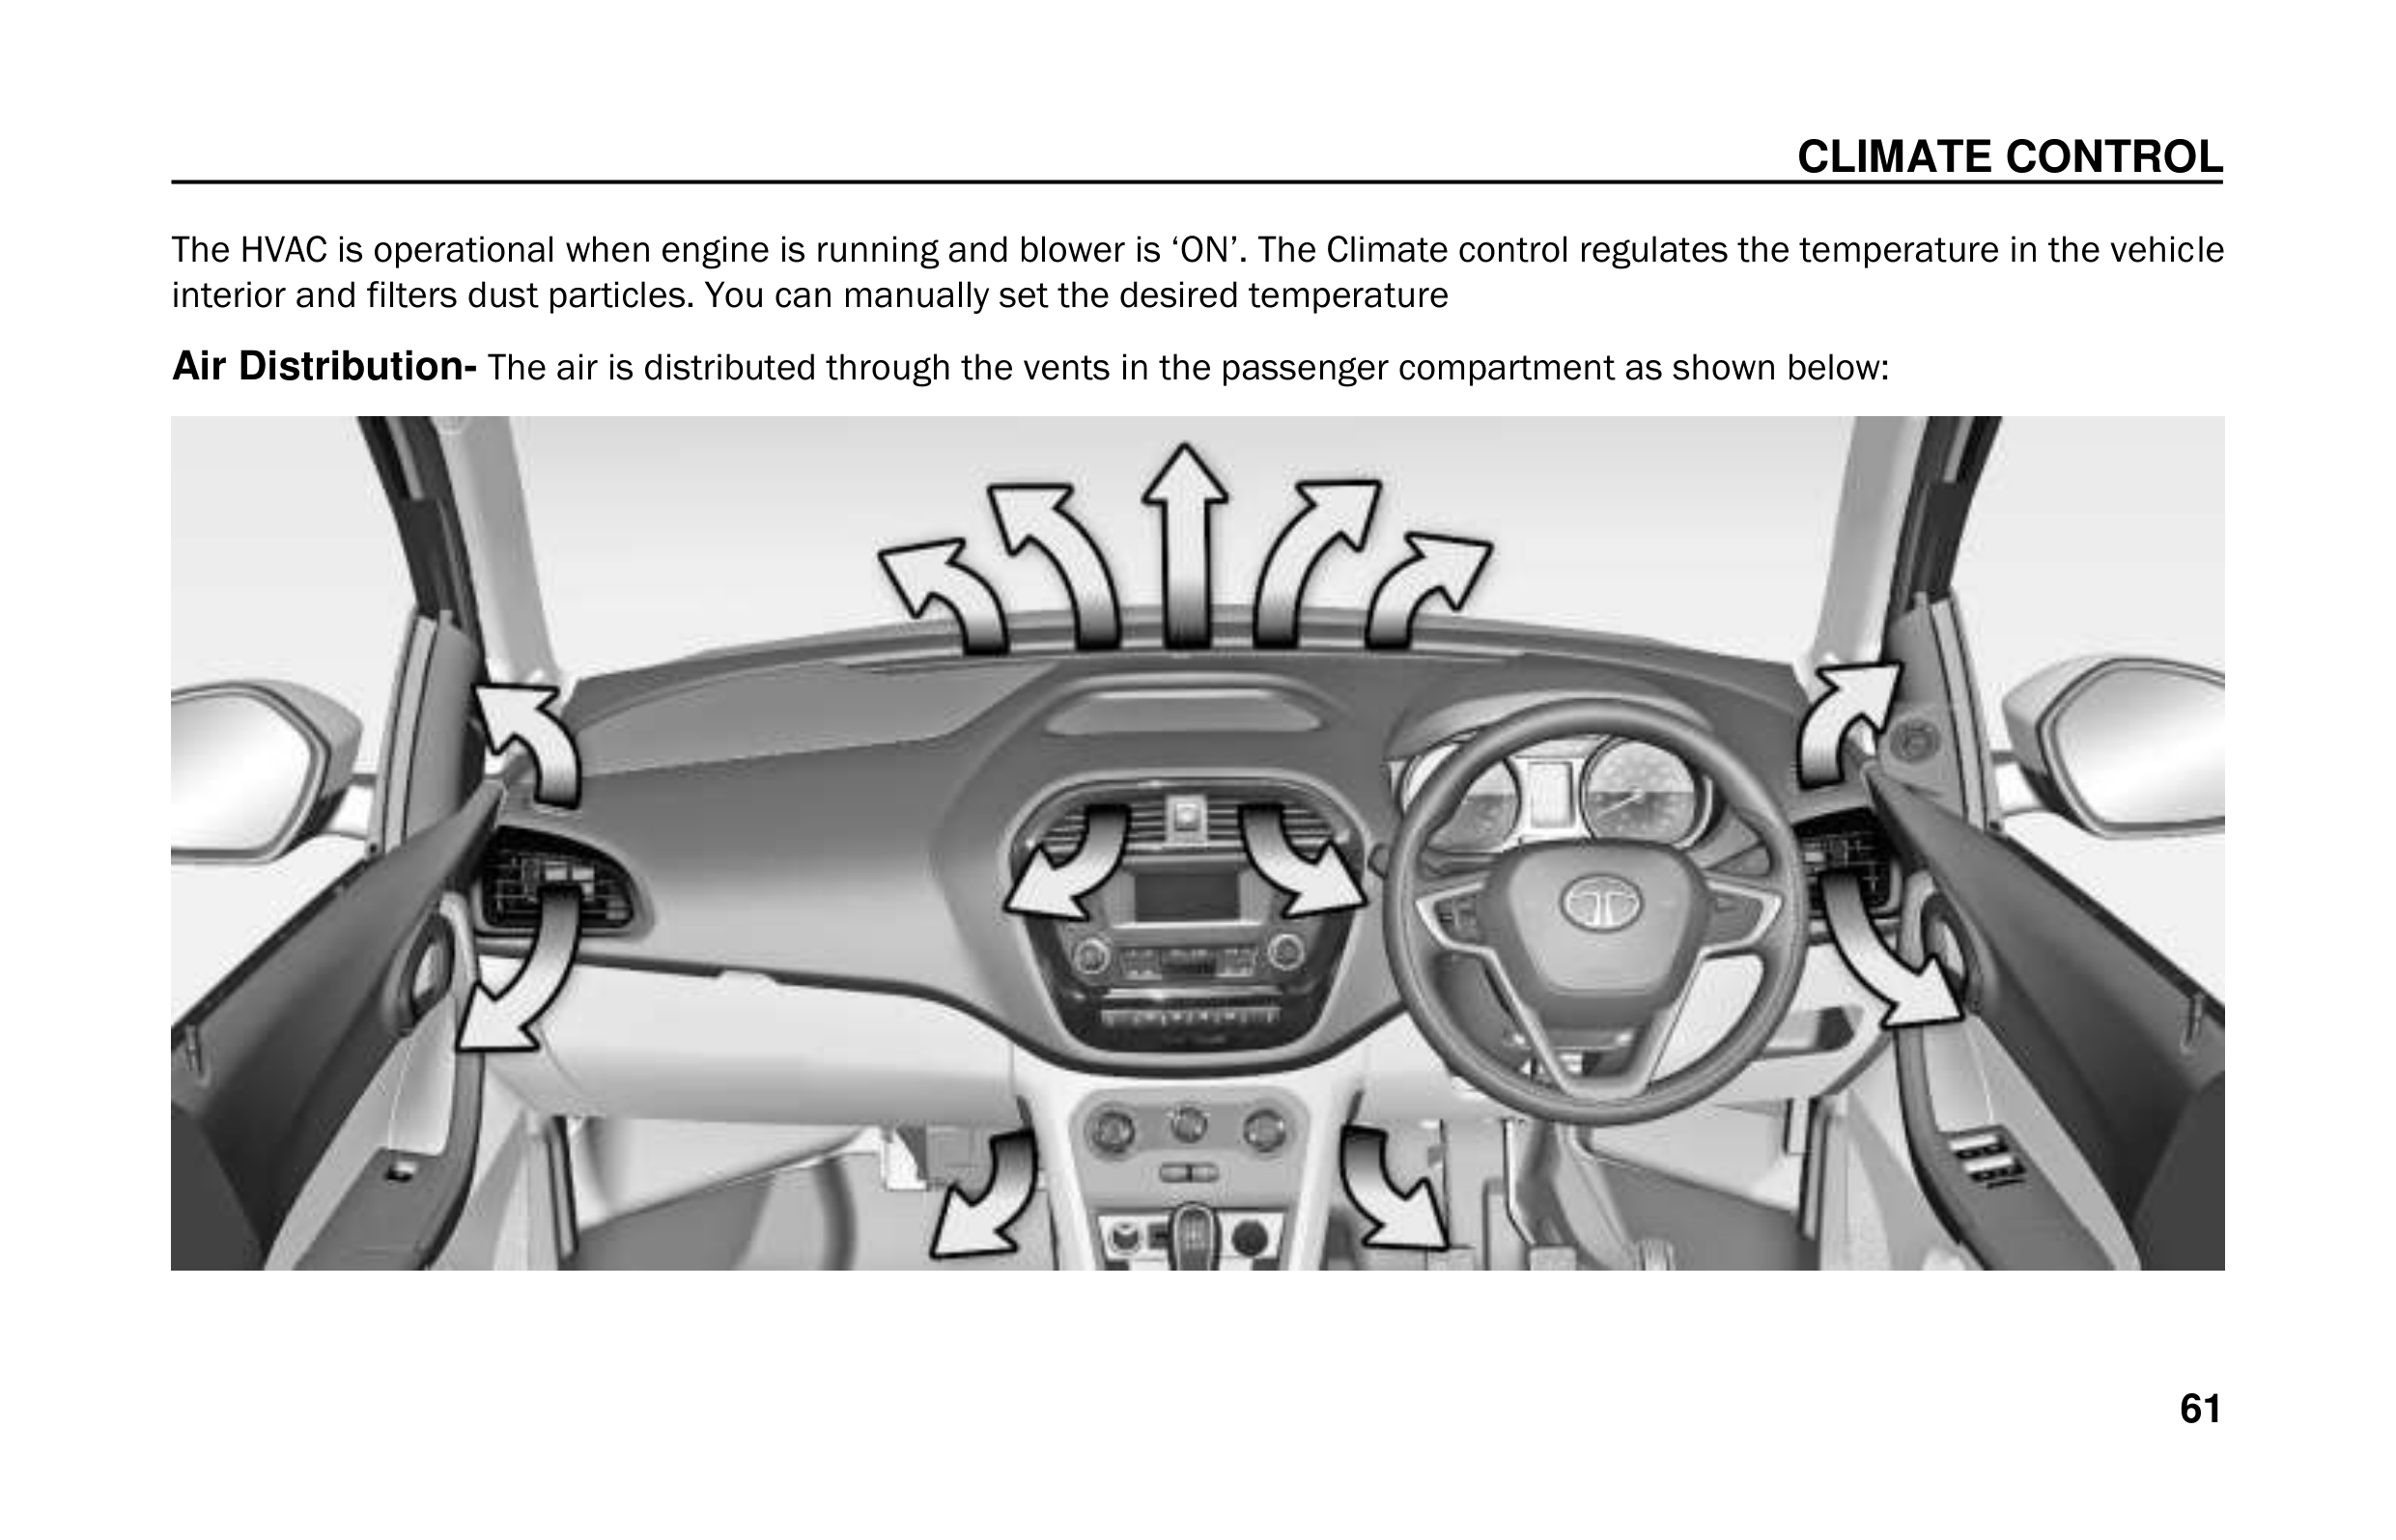 CLIMATE CONTROL
The HVAC is operational when engine is running and blower is ‘ON’. The Climate control regulates the temperature in the vehicle
interior and filters dust particles. You can manually set the desired temperature
Air Distribution- The air is distributed through the vents in the passenger compartment as shown below:
61